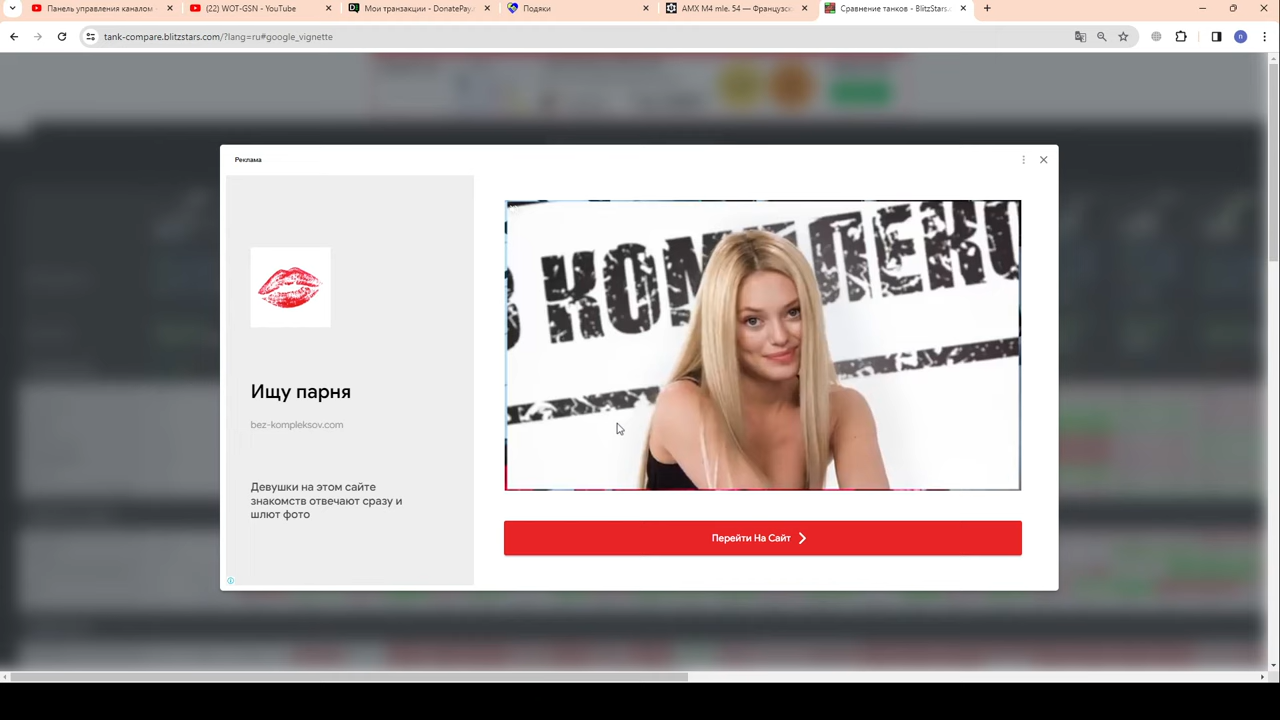 Панель управления каналом -
(22) WOT-GSN - YouTube
Мои транзакции - DonatePay.
Подяки
AMX M4 mle. 54 — Французск
Сравнение танков - BlitzStars
tank-compare.blitzstars.com/?lang=ru#google_vignette
n
Реклама
З КОМПЛЕКС
Ищу парня
bez-kompleksov.com
Девушки на этом сайте
знакомств отвечают сразу и
шлют фото
Перейти На Сайт